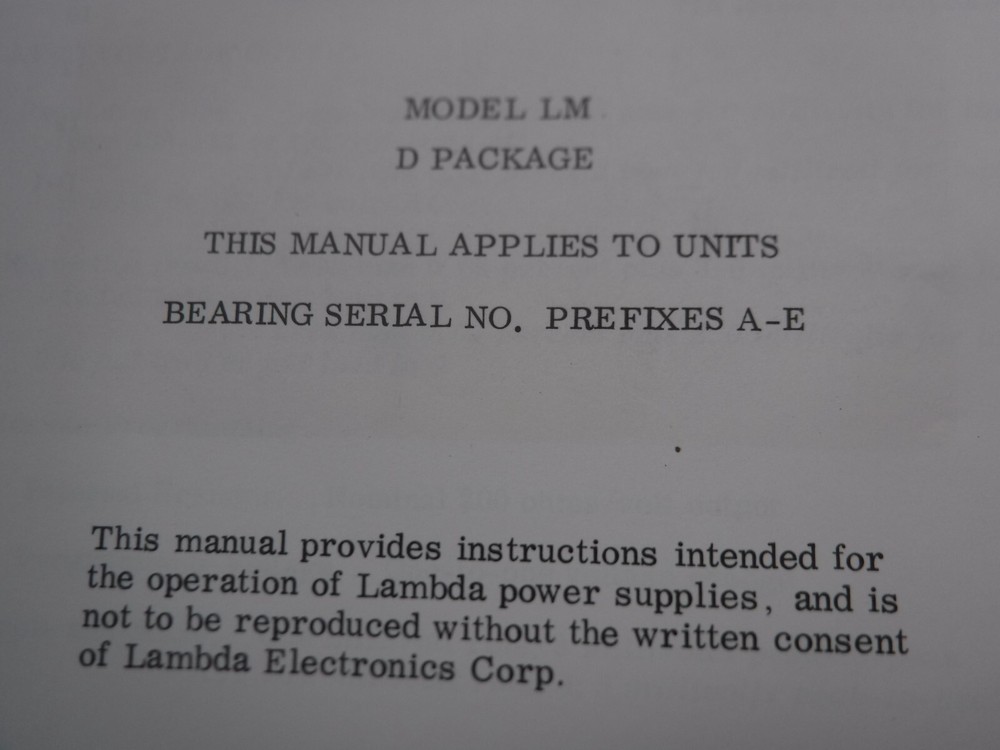 MODEL LM
D PACKAGE
THIS MANUAL APPLIES TO UNITS
BEARING SERIAL NO. PREFIXES A-E
This manual provides instructions intended for
the operation of Lambda power supplies, and is
not to be reproduced without the written consent
of Lambda Electronics Corp.